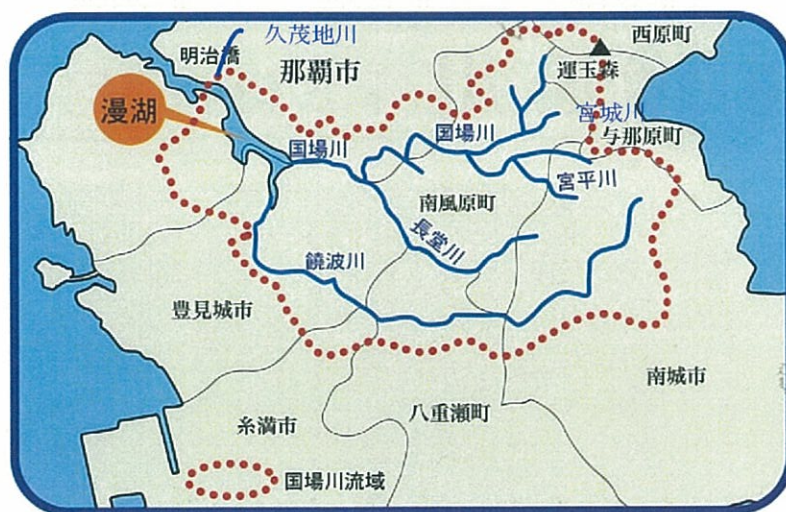 久茂地川
明治橋
西原町
那覇市
運玉森
漫湖
宮城川
国場川
国場川
与那原町
宮平川
南風原町
長堂川
饒波川
豊見城市
南城市
八重瀬町
糸満市
国場川流域